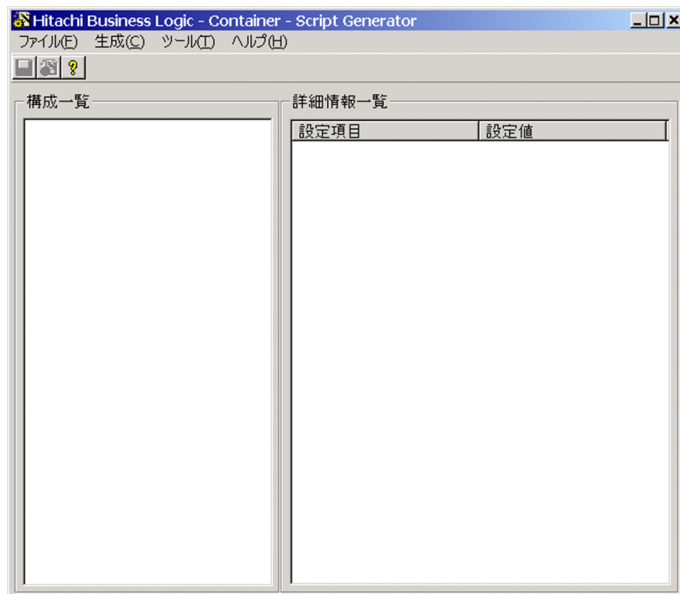 Hitachi Business Logic - Container - Script Generator
ファイル(F) 生成(C) ツール(T) ヘルプ(H)
構成一覧
詳細情報一覧
設定項目 設定値